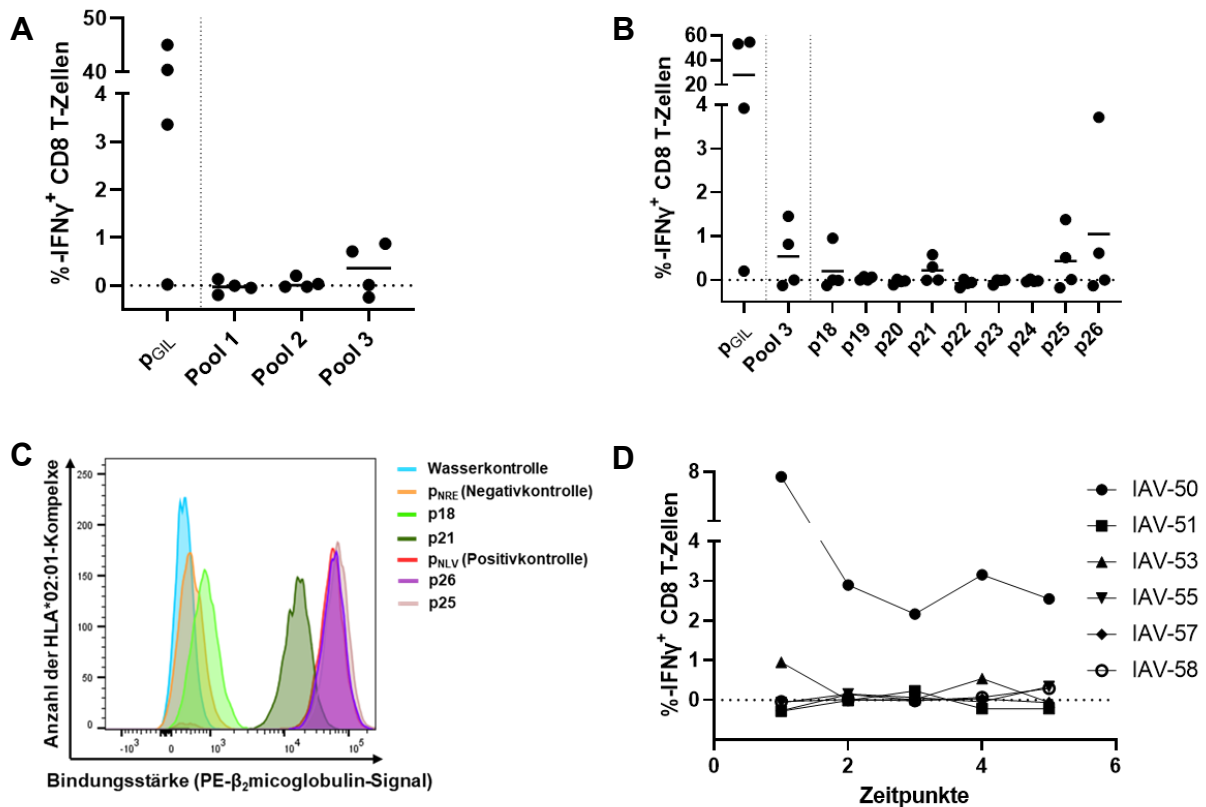 A
%-IFNγ⁺ CD8 T-Zellen
50
40
4
3
2
1
0
pGIL
Pool 1
Pool 2
Pool 3
B
%-IFNγ⁺ CD8 T-Zellen
60
40
20
4
3
2
1
0
pGIL
Pool 3
p18
p19
p20
p21
p22
p23
p24
p25
p26
C
Anzahl der HLA*02:01-Kompelxe
250
200
150
100
50
0
-10³ 0 10³ 10⁴ 10⁵
Bindungsstärke (PE-β₂micoglobulin-Signal)
Wasserkontrolle
pNRE (Negativkontrolle)
p18
p21
pNLV (Positivkontrolle)
p26
p25
D
%-IFNγ⁺ CD8 T-Zellen
8
4
3
2
1
0
0 2 4 6
Zeitpunkte
IAV-50
IAV-51
IAV-53
IAV-55
IAV-57
IAV-58